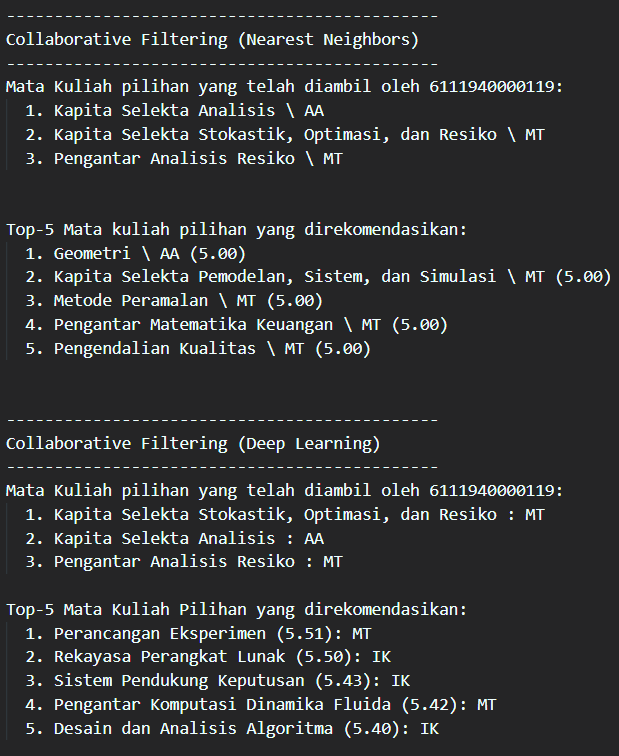 ---------------------------------------------
Collaborative Filtering (Nearest Neighbors)
---------------------------------------------
Mata Kuliah pilihan yang telah diambil oleh 6111940000119:
1. Kapita Selekta Analisis \ AA
2. Kapita Selekta Stokastik, Optimasi, dan Resiko \ MT
3. Pengantar Analisis Resiko \ MT
Top-5 Mata kuliah pilihan yang direkomendasikan:
1. Geometri \ AA (5.00)
2. Kapita Selekta Pemodelan, Sistem, dan Simulasi \ MT (5.00)
3. Metode Peramalan \ MT (5.00)
4. Pengantar Matematika Keuangan \ MT (5.00)
5. Pengendalian Kualitas \ MT (5.00)
---------------------------------------------
Collaborative Filtering (Deep Learning)
---------------------------------------------
Mata Kuliah pilihan yang telah diambil oleh 6111940000119:
1. Kapita Selekta Stokastik, Optimasi, dan Resiko : MT
2. Kapita Selekta Analisis : AA
3. Pengantar Analisis Resiko : MT
Top-5 Mata Kuliah Pilihan yang direkomendasikan:
1. Perancangan Eksperimen (5.51): MT
2. Rekayasa Perangkat Lunak (5.50): IK
3. Sistem Pendukung Keputusan (5.43): IK
4. Pengantar Komputasi Dinamika Fluida (5.42): MT
5. Desain dan Analisis Algoritma (5.40): IK